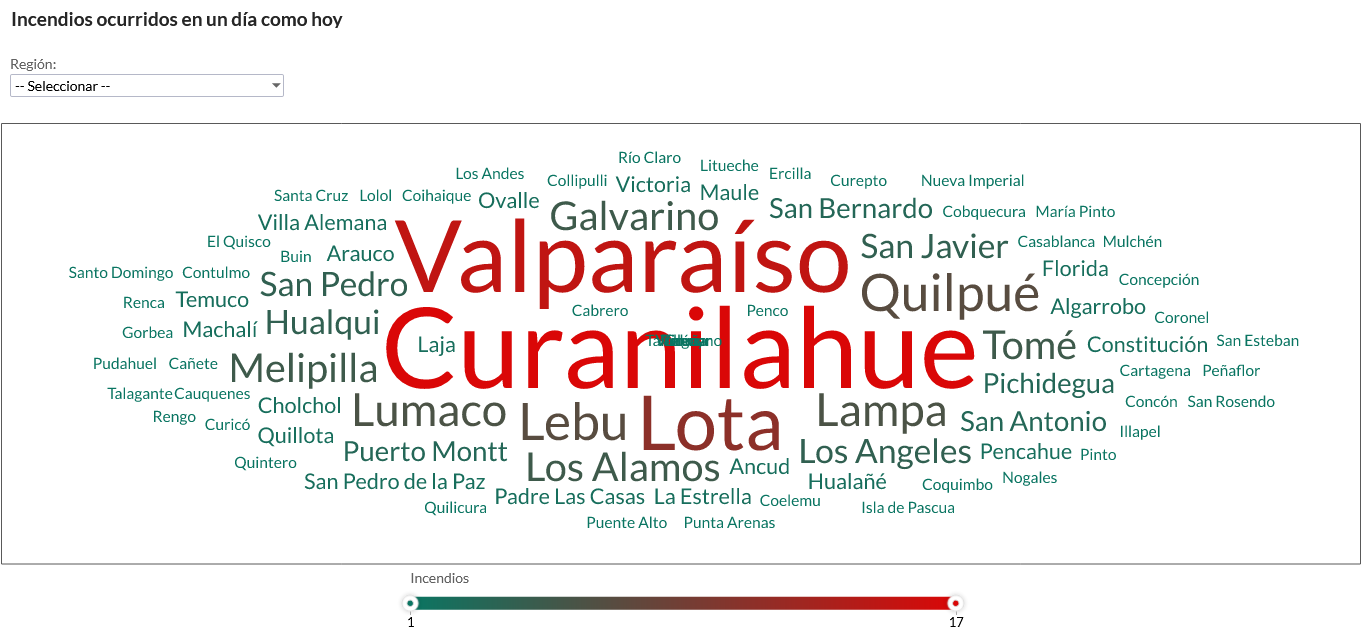 Incendios ocurridos en un día como hoy
Región:
-- Seleccionar --
Río Claro
Los Andes Collipulli Victoria Litueche Ercilla Curepto Nueva Imperial
Santa Cruz Lolol Coihaique Ovalle Maule San Bernardo Cobquecura María Pinto
Villa Alemana Galvarino
El Quisco Buin Arauco Valparaíso San Javier Casablanca Mulchén
Santo Domingo Contulmo San Pedro Quilpué Florida Concepción
Renca Temuco Cabrero Penco Algarrobo Coronel
Gorbea Machalí Hualqui Laja Curanilahue Tomé Constitución San Esteban
Pudahuel Cañete Melipilla Pichidegua Cartagena Peñaflor
Talagante Cauquenes Cholchol Lumaco Lebu Lota Lampa San Antonio Concón San Rosendo
Rengo Curicó Quillota Illapel
Quintero Puerto Montt Los Alamos Ancud Los Angeles Pencahue Pinto
San Pedro de la Paz Hualañé Coquimbo Nogales
Quilicura Padre Las Casas La Estrella Coelemu Isla de Pascua
Puente Alto Punta Arenas
Incendios
1 17